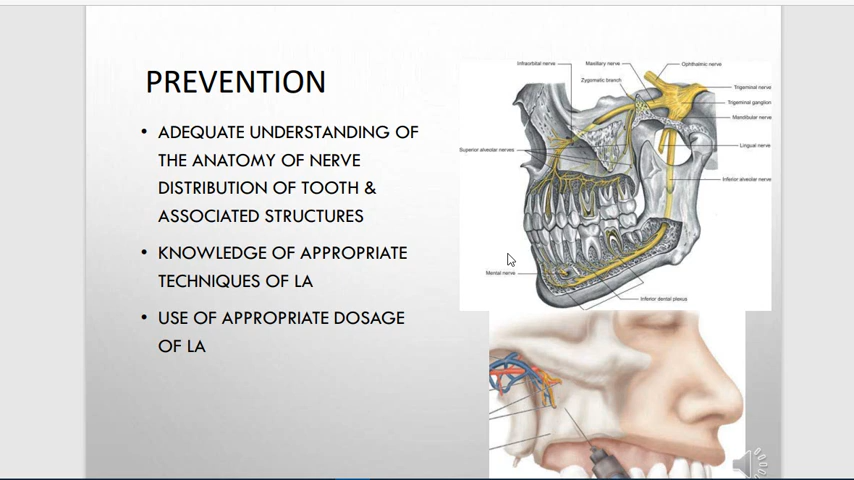 PREVENTION
• ADEQUATE UNDERSTANDING OF
THE ANATOMY OF NERVE
DISTRIBUTION OF TOOTH &
ASSOCIATED STRUCTURES
• KNOWLEDGE OF APPROPRIATE
TECHNIQUES OF LA
• USE OF APPROPRIATE DOSAGE
OF LA
Infraorbital nerve
Maxillary nerve
Ophthalmic nerve
Zygomatic branch
Trigeminal nerve
Trigeminal ganglion
Mandibular nerve
Superior alveolar nerves
Lingual nerve
Inferior alveolar nerve
Mental nerve
Inferior dental plexus